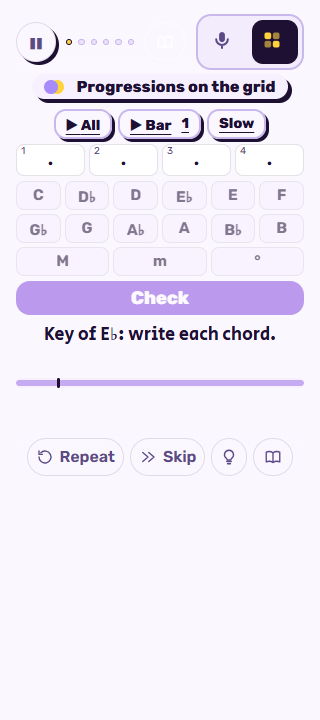 Progressions on the grid
▶ All ▶ Bar 1 Slow
1 . 2 . 3 . 4 .
C D♭ D E♭ E F
G♭ G A♭ A B♭ B
M m °
Check
Key of E♭: write each chord.
Repeat Skip